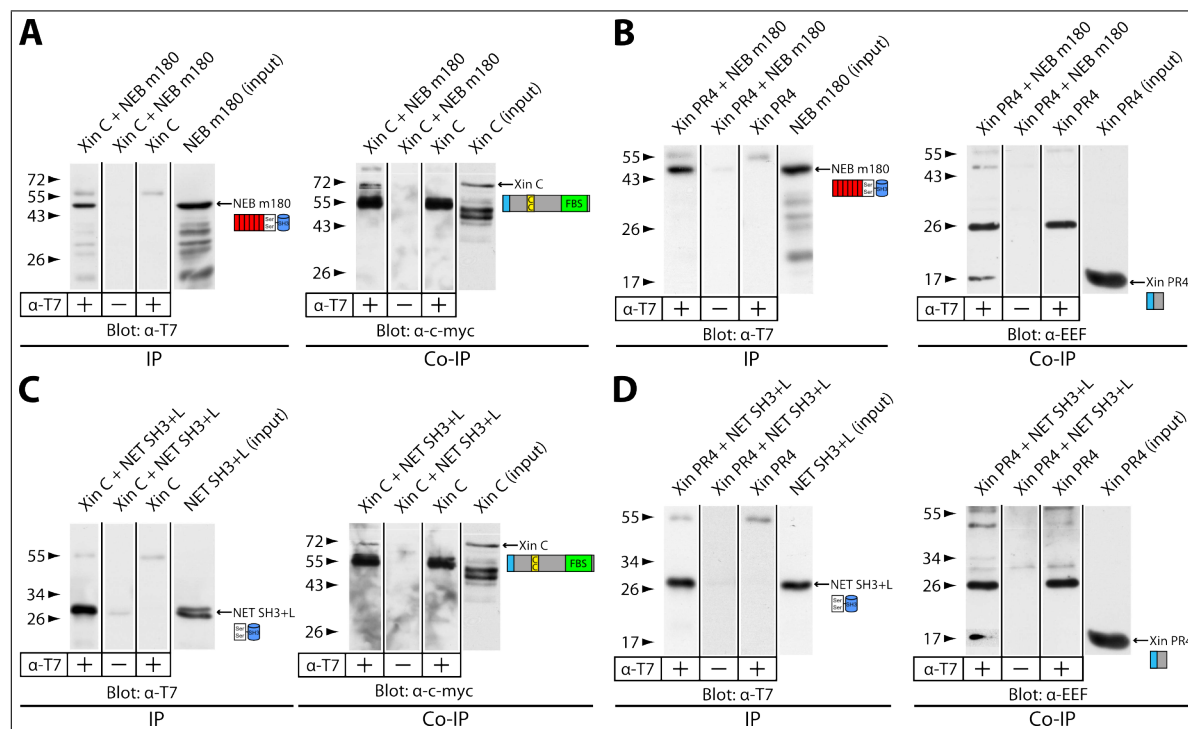 A
Xin C + NEB m180
Xin C + NEB m180
Xin C
NEB m180 (input)
72
55
43
26
NEB m180
Ser
Ser
SH3
α-T7 + – +
Blot: α-T7
IP
Xin C + NEB m180
Xin C + NEB m180
Xin C
Xin C (input)
72
55
43
26
Xin C
C
C
FBS
α-T7 + – +
Blot: α-c-myc
Co-IP
B
Xin PR4 + NEB m180
Xin PR4 + NEB m180
Xin PR4
NEB m180 (input)
55
43
26
17
NEB m180
Ser
Ser
SH3
α-T7 + – +
Blot: α-T7
IP
Xin PR4 + NEB m180
Xin PR4 + NEB m180
Xin PR4
Xin PR4 (input)
55
43
26
17
Xin PR4
α-T7 + – +
Blot: α-EEF
Co-IP
C
Xin C + NET SH3+L
Xin C + NET SH3+L
Xin C
NET SH3+L (input)
55
34
26
NET SH3+L
Ser
Ser
SH3
α-T7 + – +
Blot: α-T7
IP
Xin C + NET SH3+L
Xin C + NET SH3+L
Xin C
Xin C (input)
72
55
43
26
Xin C
C
C
FBS
α-T7 + – +
Blot: α-c-myc
Co-IP
D
Xin PR4 + NET SH3+L
Xin PR4 + NET SH3+L
Xin PR4
NET SH3+L (input)
55
34
26
17
NET SH3+L
Ser
Ser
SH3
α-T7 + – +
Blot: α-T7
IP
Xin PR4 + NET SH3+L
Xin PR4 + NET SH3+L
Xin PR4
Xin PR4 (input)
55
34
26
17
Xin PR4
α-T7 + – +
Blot: α-EEF
Co-IP